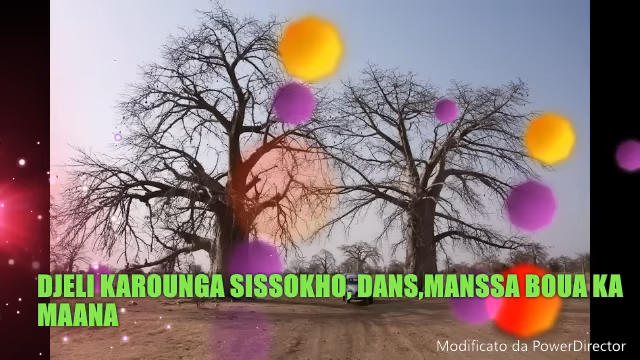 DJELI KAROUNGA SISSOKHO, DANS,MANSSA BOUA KA
MAANA
Modificato da PowerDirector